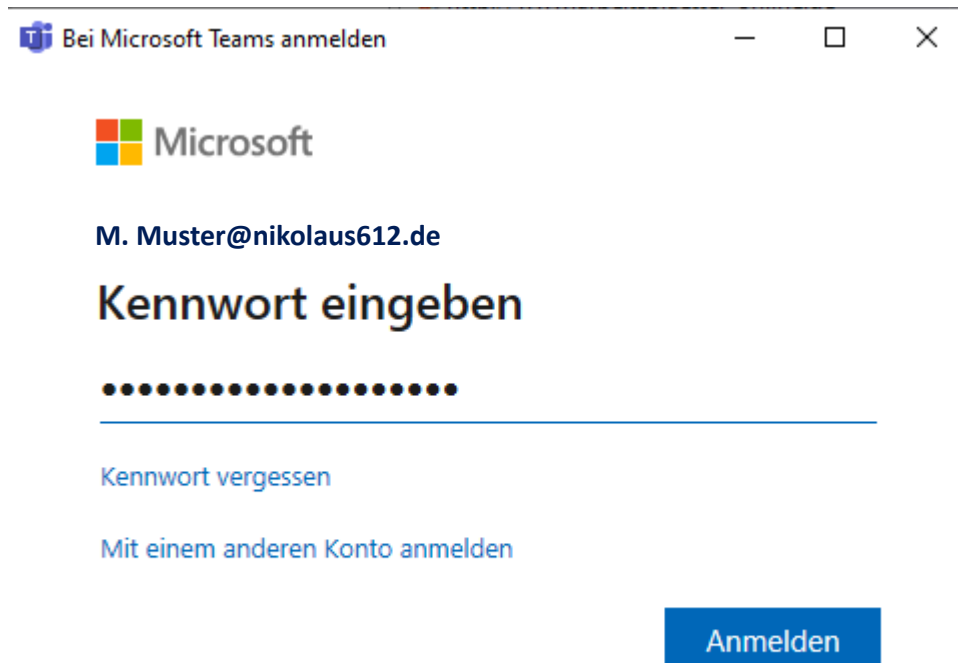 Bei Microsoft Teams anmelden
Microsoft
M. Muster@nikolaus612.de
Kennwort eingeben
••••••••••••••••••••
Kennwort vergessen
Mit einem anderen Konto anmelden
Anmelden